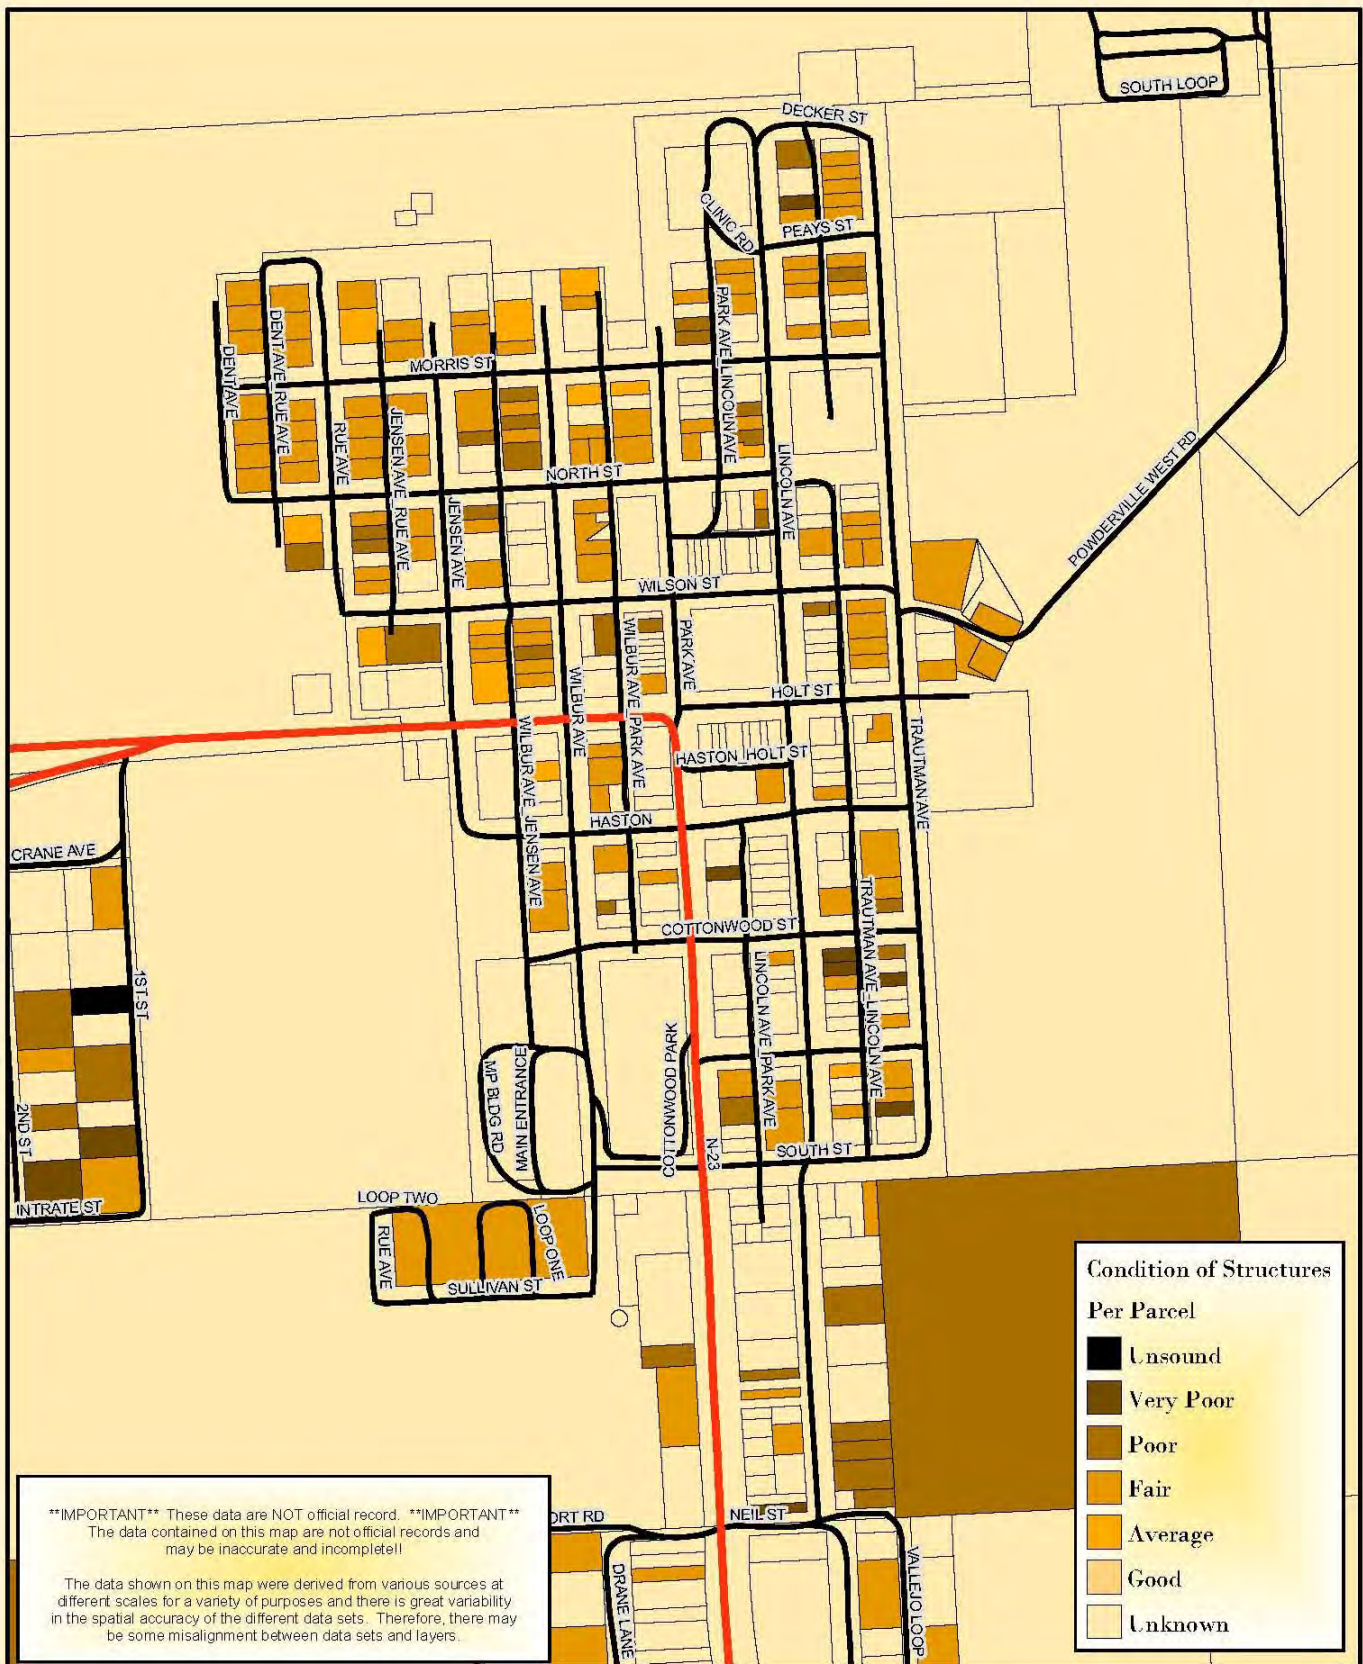 SOUTH LOOP
DECKER ST
CLINIC RD
PEAYS ST
PARK AVE_LINCOLN AVE
DENT AVE
DENT AVE_RUE AVE
MORRIS ST
RUE AVE
JENSEN AVE_RUE AVE
NORTH ST
LINCOLN AVE
JENSEN AVE
POWDERVILLE WEST RD
WILSON ST
WILBUR AVE_PARK AVE
PARK AVE
WILBUR AVE
HOLT ST
WILBUR AVE_JENSEN AVE
HASTON_HOLT ST
TRAUTMAN AVE
HASTON
CRANE AVE
TRAUTMAN AVE_LINCOLN AVE
COTTONWOOD ST
LINCOLN AVE_PARK AVE
1ST ST
2ND ST
INTRATE ST
MP BLDG RD
MAIN ENTRANCE
COTTONWOOD PARK
N-23
SOUTH ST
LOOP TWO
RUE AVE
LOOP ONE
SULLIVAN ST
ORT RD
NEIL ST
DRANE LANE
VALLEJO LOOP
Condition of Structures
Per Parcel
Unsound
Very Poor
Poor
Fair
Average
Good
Unknown
**IMPORTANT** These data are NOT official record. **IMPORTANT**
The data contained on this map are not official records and
may be inaccurate and incomplete!!
The data shown on this map were derived from various sources at
different scales for a variety of purposes and there is great variability
in the spatial accuracy of the different data sets. Therefore, there may
be some misalignment between data sets and layers.